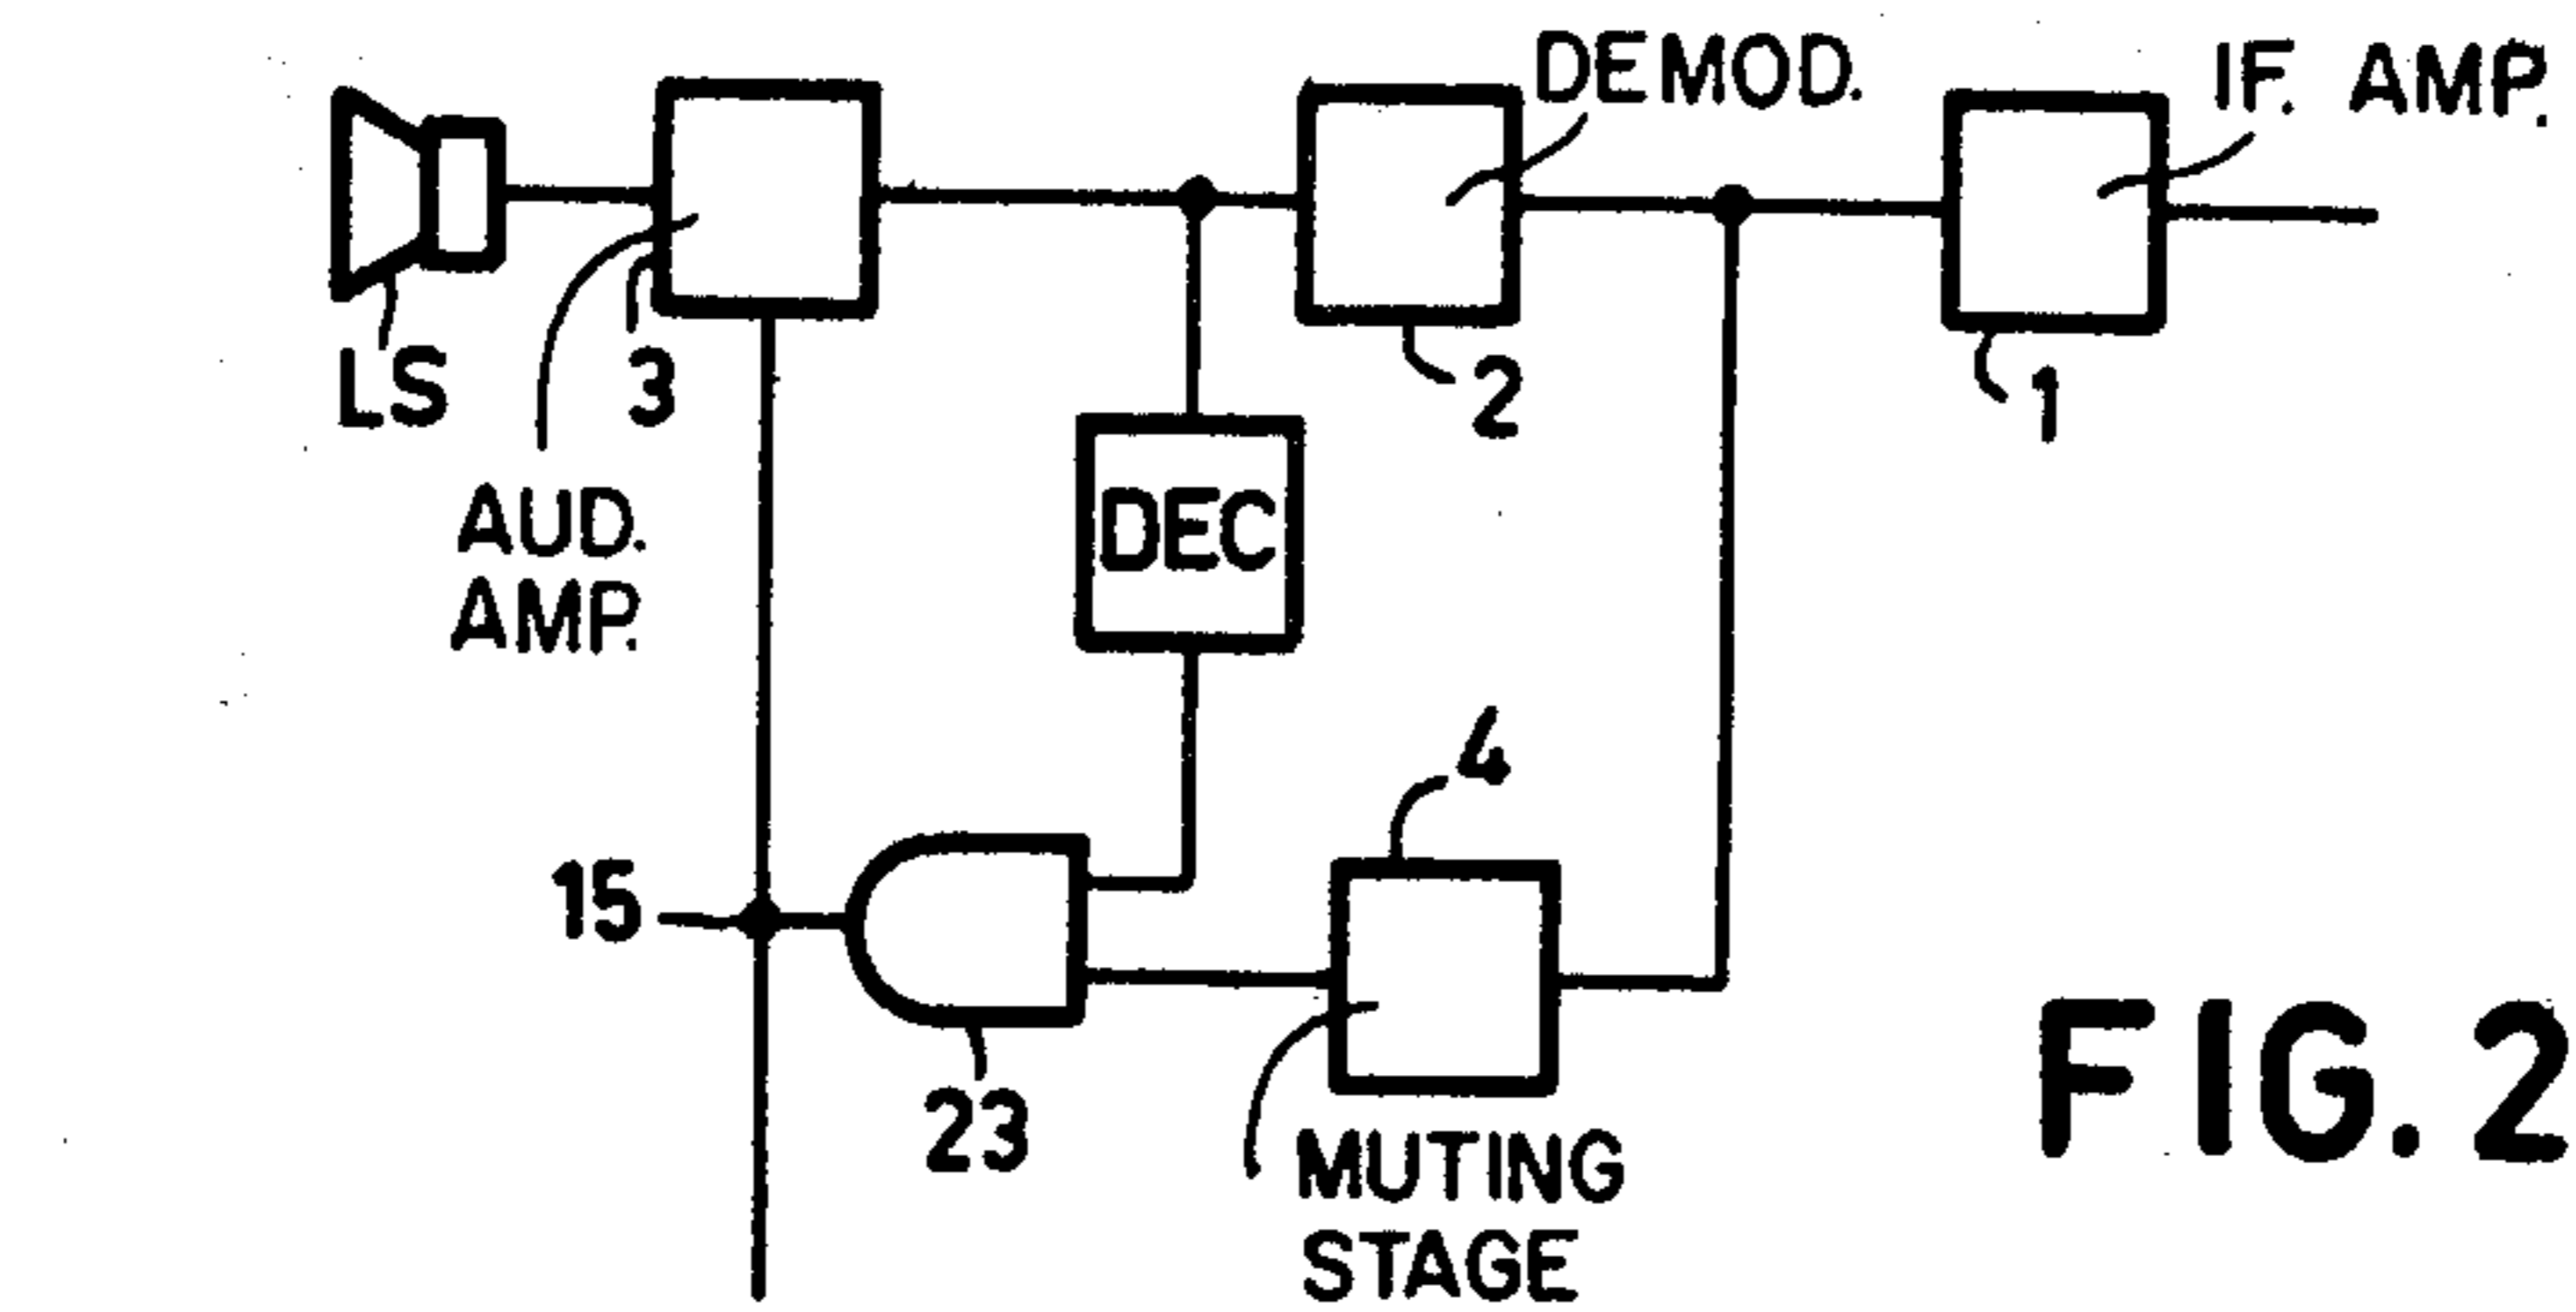 DEMOD.
IF. AMP.
LS
3
2
1
AUD.
AMP.
DEC
4
15
23
MUTING
STAGE
FIG. 2